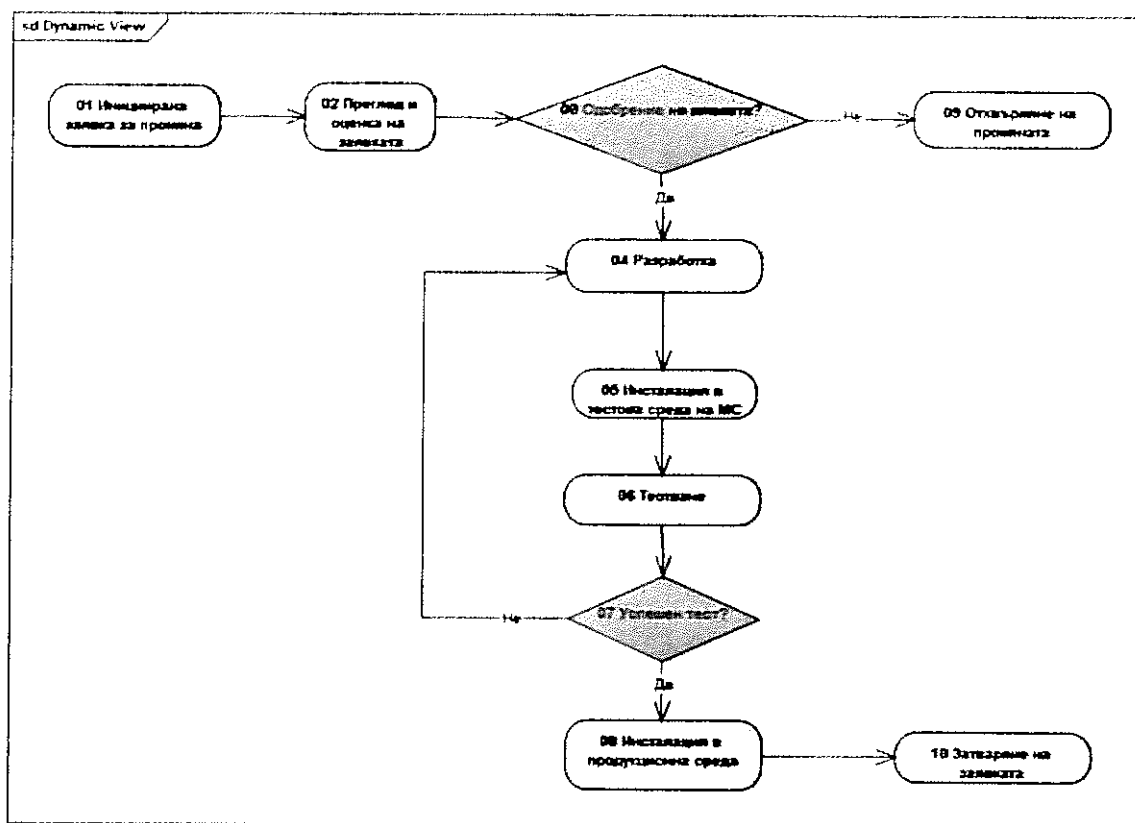 sd Dynamic View
01 Инициирана
заявка за промяна
02 Преглед и
оценка на
заявката
03 Одобрение на заявката?
Не
09 Отхвърляне на
промяната
Да
04 Разработка
05 Инсталация в
тестова среда на МС
06 Тестване
07 Успешен тест?
Не
Да
08 Инсталация в
продукционна среда
10 Затваряне на
заявката